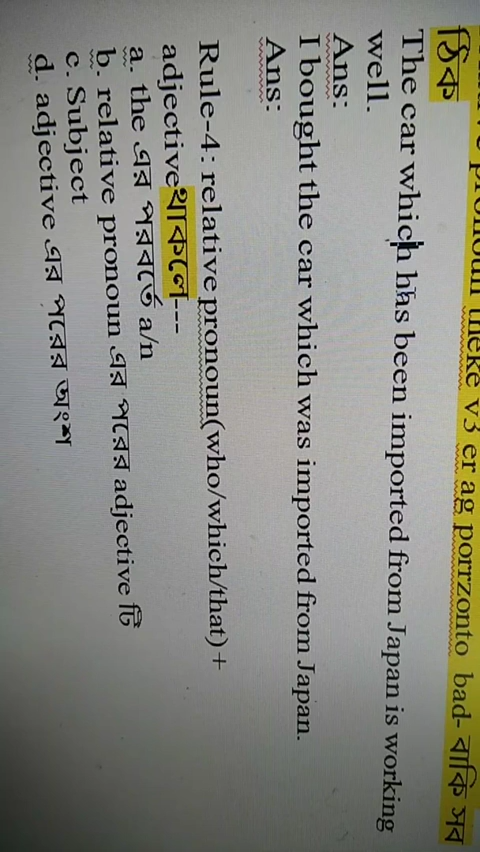 pronoun theke v3 er ag porrzonto bad- বাকি সব
ঠিক
The car which has been imported from Japan is working
well.
Ans:
I bought the car which was imported from Japan.
Ans:
Rule-4: relative pronoun(who/which/that)+
adjective থাকলে---
a. the এর পরবর্তে a/n
b. relative pronoun এর পরের adjective টি
c. Subject
d. adjective এর পরের অংশ